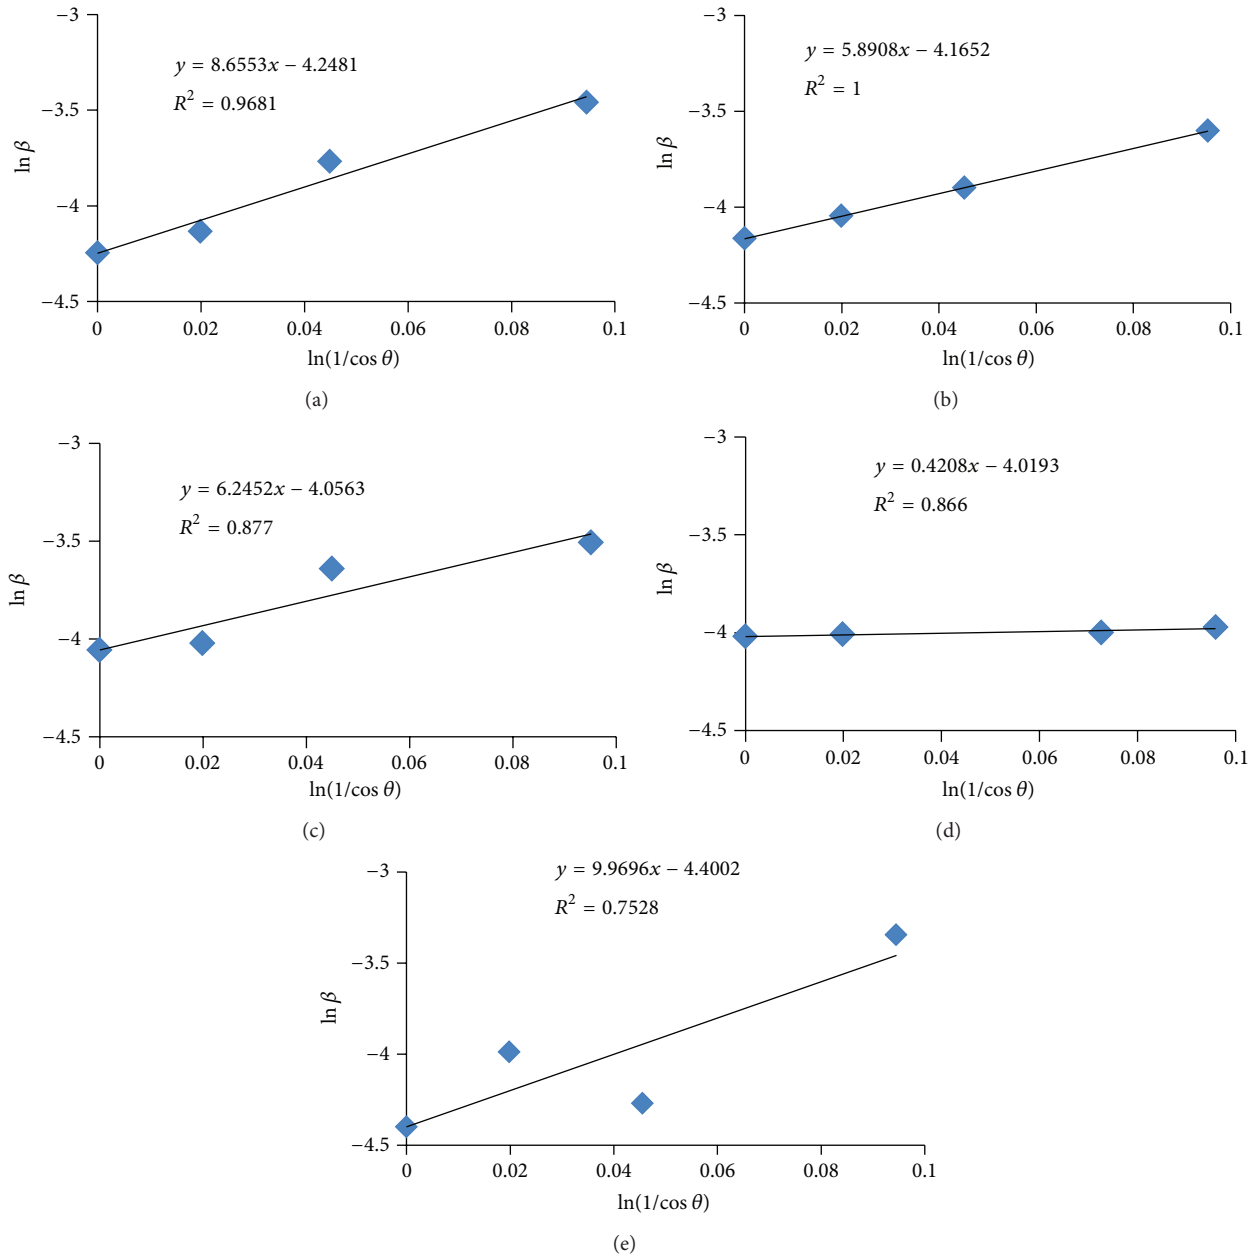 y = 8.6553x − 4.2481
R² = 0.9681
−3
−3.5
−4
−4.5
ln β
0 0.02 0.04 0.06 0.08 0.1
ln(1/cos θ)
(a)
y = 5.8908x − 4.1652
R² = 1
−3
−3.5
−4
−4.5
ln β
0 0.02 0.04 0.06 0.08 0.1
ln(1/cos θ)
(b)
y = 6.2452x − 4.0563
R² = 0.877
−3
−3.5
−4
−4.5
ln β
0 0.02 0.04 0.06 0.08 0.1
ln(1/cos θ)
(c)
y = 0.4208x − 4.0193
R² = 0.866
−3
−3.5
−4
−4.5
ln β
0 0.02 0.04 0.06 0.08 0.1
ln(1/cos θ)
(d)
y = 9.9696x − 4.4002
R² = 0.7528
−3
−3.5
−4
−4.5
ln β
0 0.02 0.04 0.06 0.08 0.1
ln(1/cos θ)
(e)